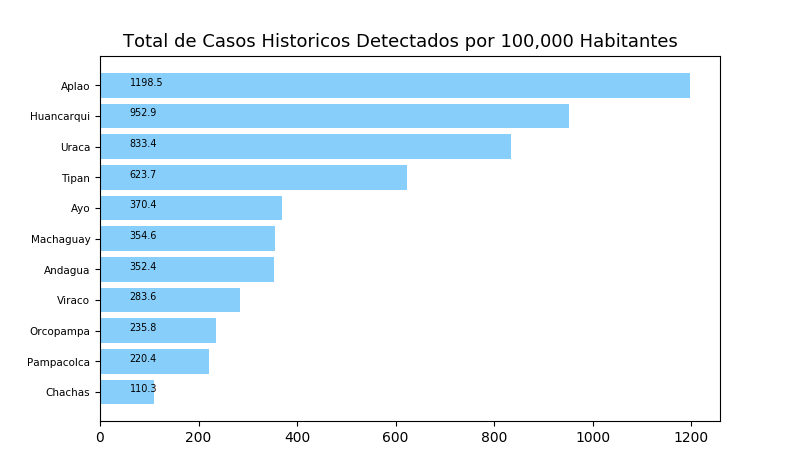 Total de Casos Historicos Detectados por 100,000 Habitantes
Aplao 1198.5
Huancarqui 952.9
Uraca 833.4
Tipan 623.7
Ayo 370.4
Machaguay 354.6
Andagua 352.4
Viraco 283.6
Orcopampa 235.8
Pampacolca 220.4
Chachas 110.3
0 200 400 600 800 1000 1200